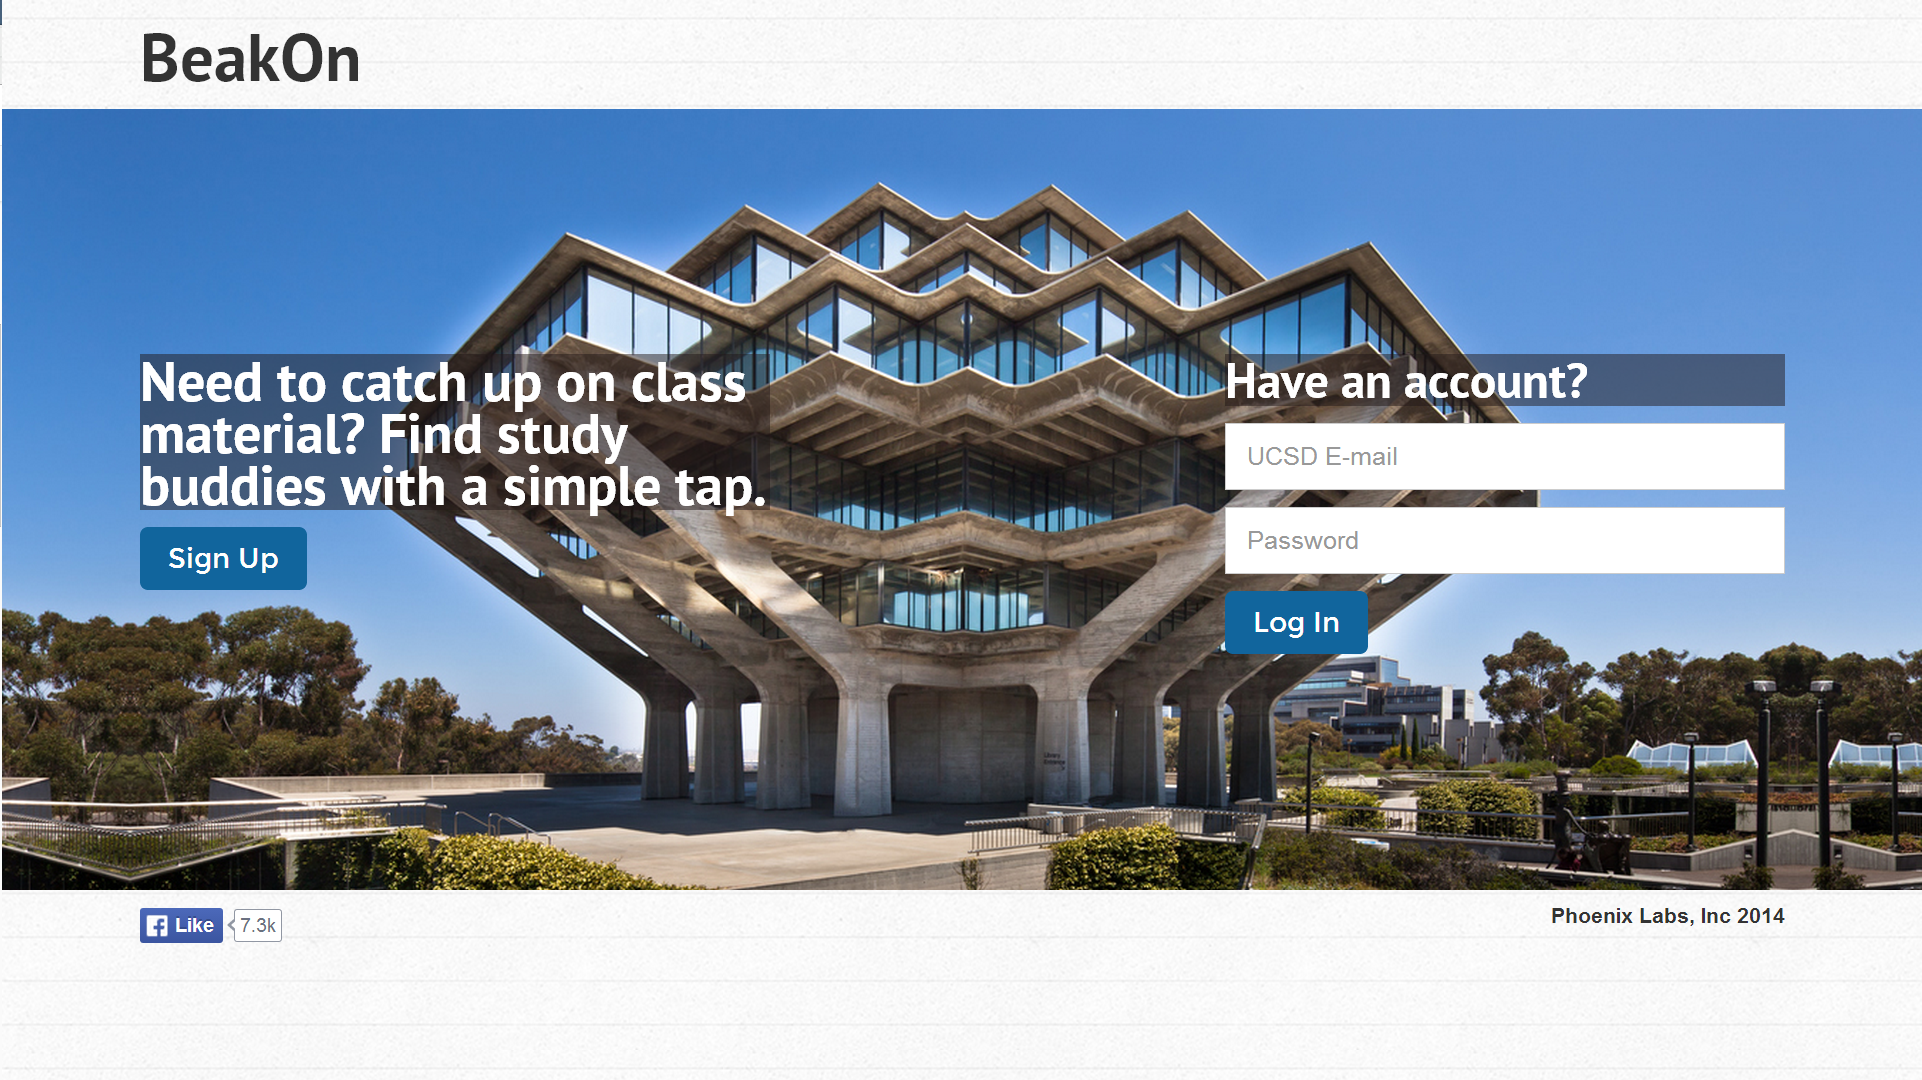 BeakOn
Need to catch up on class
material? Find study
buddies with a simple tap.
Sign Up
Have an account?
UCSD E-mail
Password
Log In
Like
7.3k
Phoenix Labs, Inc 2014